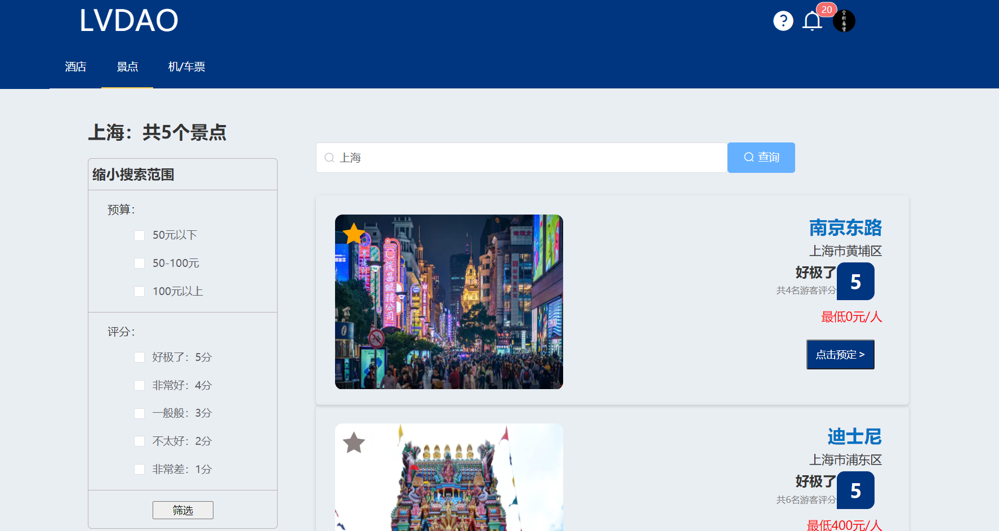 LVDAO
20
酒店
景点
机/车票
上海：共5个景点
缩小搜索范围
预算：
50元以下
50-100元
100元以上
评分：
好极了：5分
非常好：4分
一般般：3分
不太好：2分
非常差：1分
筛选
上海
查询
茂昌眼镜公司
南京东路
上海市黄埔区
好极了
5
共4名游客评分
最低0元/人
点击预定 >
迪士尼
上海市浦东区
好极了
5
共6名游客评分
最低400元/人